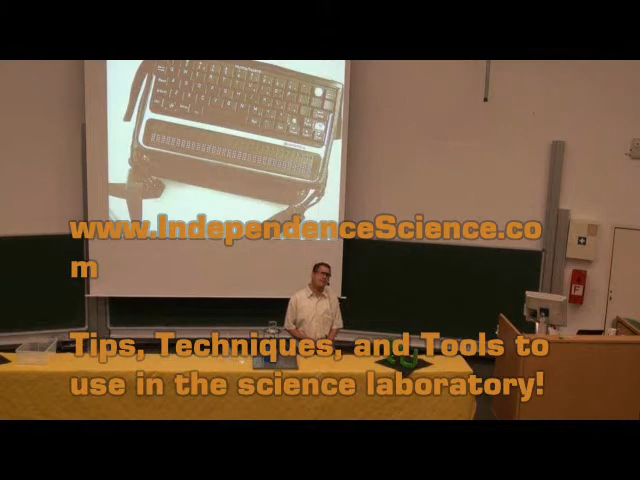 www.IndependenceScience.co
m
Tips, Techniques, and Tools to
use in the science laboratory!